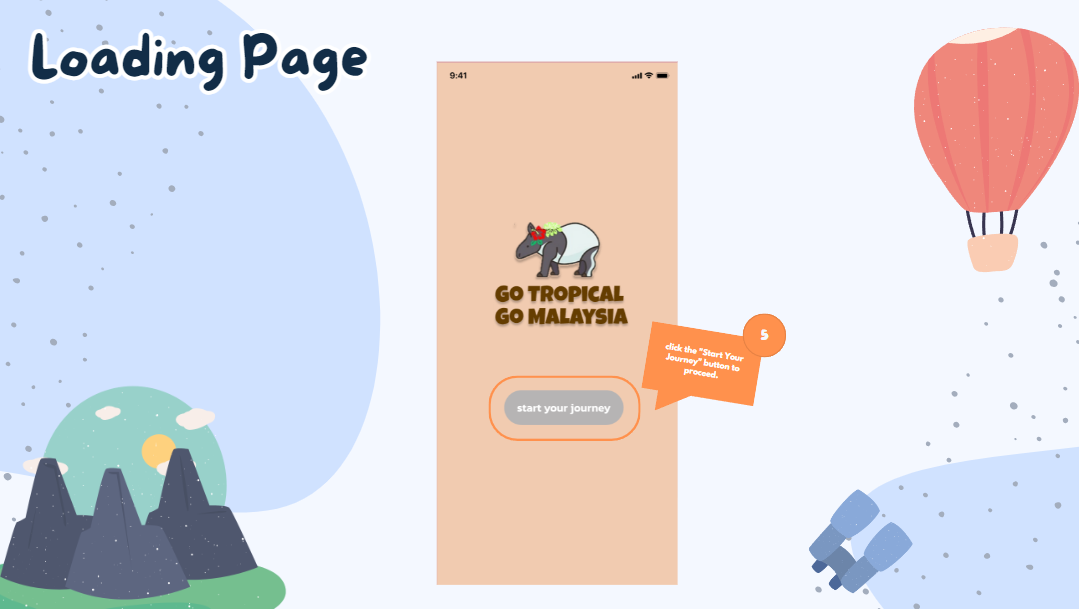 Loading Page
9:41
GO TROPICAL
GO MALAYSIA
5
click the "Start Your
Journey" button to
proceed.
start your journey